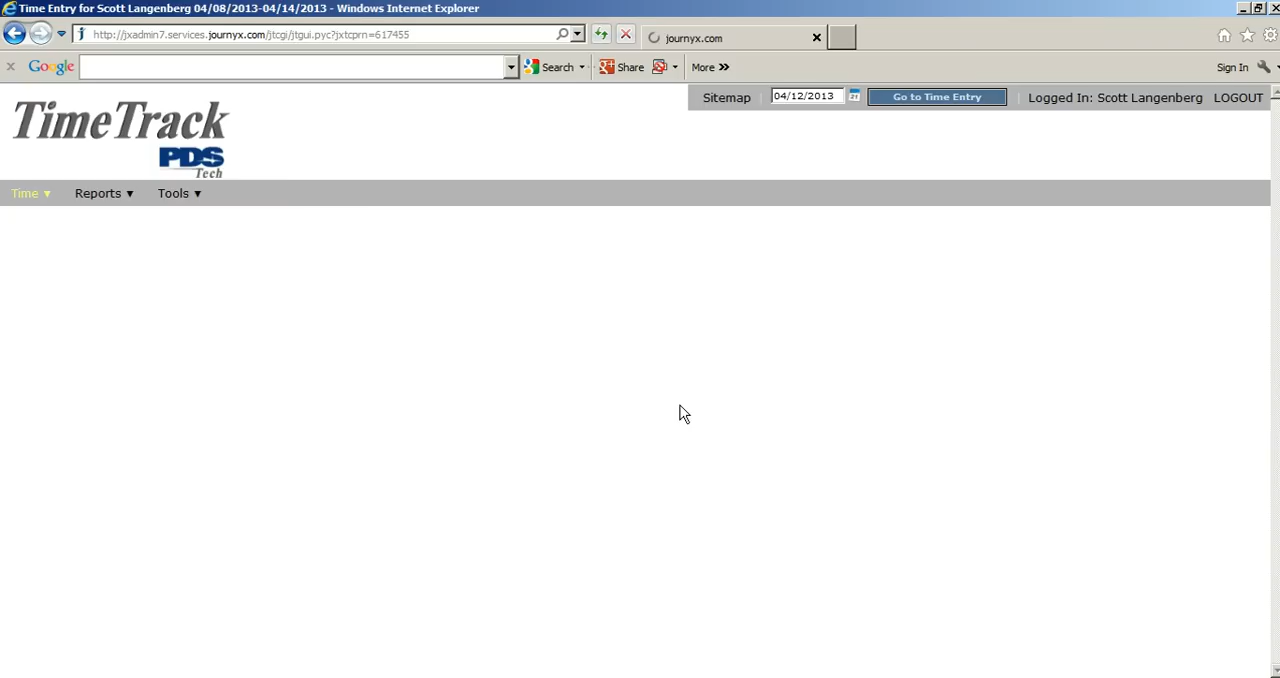 Time Entry for Scott Langenberg 04/08/2013-04/14/2013 - Windows Internet Explorer
http://jxadmin7.services.journyx.com/jtcgi/jtgui.pyc?jxtcprn=617455
journyx.com
Google
Search
Share
More »
Sign In
Sitemap | 04/12/2013 Go to Time Entry | Logged In: Scott Langenberg LOGOUT
TimeTrack
PDS
Tech
Time ▼ Reports ▼ Tools ▼